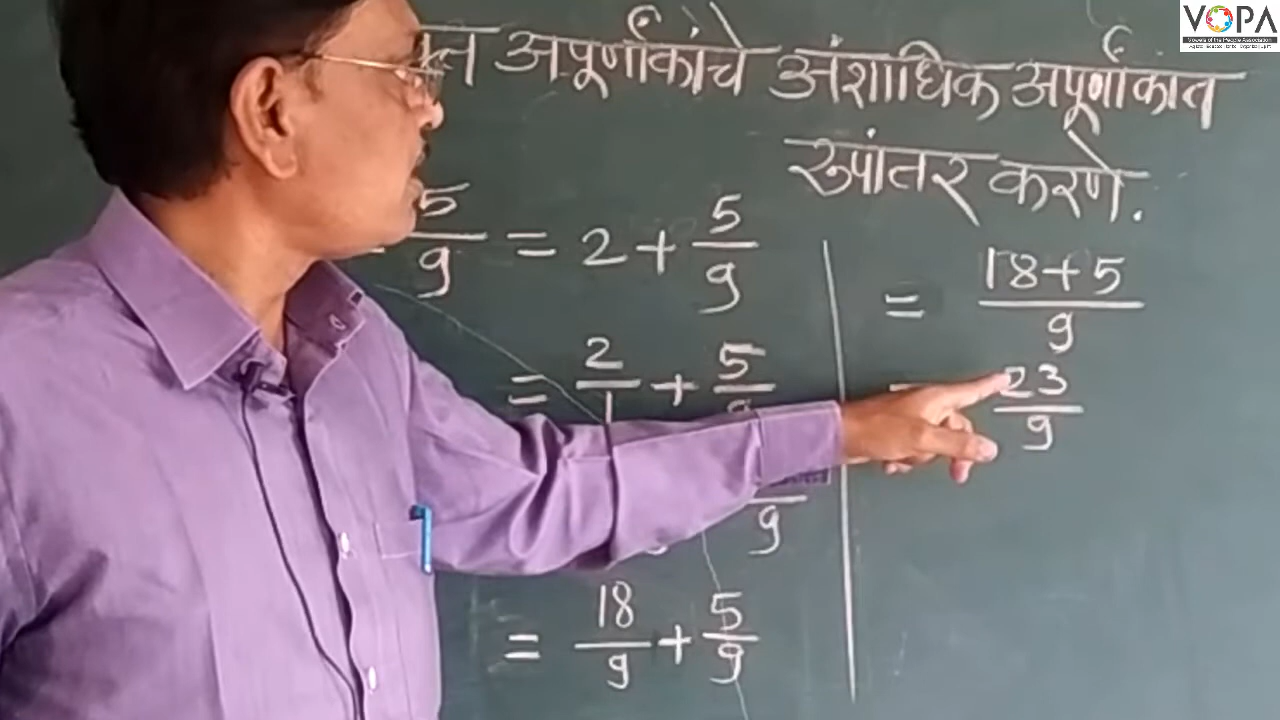 अपूर्णांकांचे अंशाधिक अपूर्णांकात
रुपांतर करणे.
5/9 = 2 + 5/9
= 2/1 + 5/9
9
= 18/9 + 5/9
= 18+5/9
= 23/9
VOPA